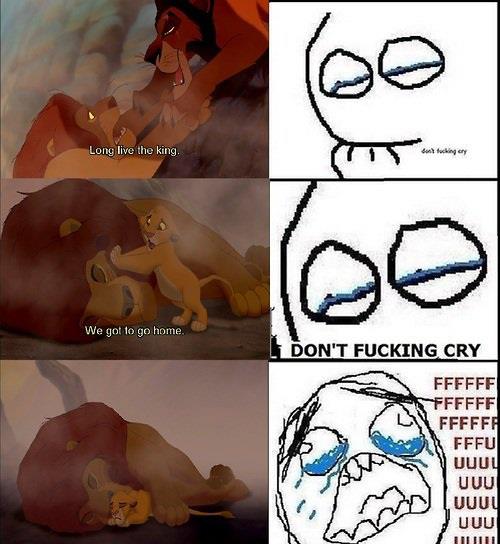 Long live the king.
don't fucking cry
We got to go home.
DON'T FUCKING CRY
FFFFFF
FFFFFF
FFFFFF
FFFU
UUUU
UUU
UUUU
UUU
UUUU